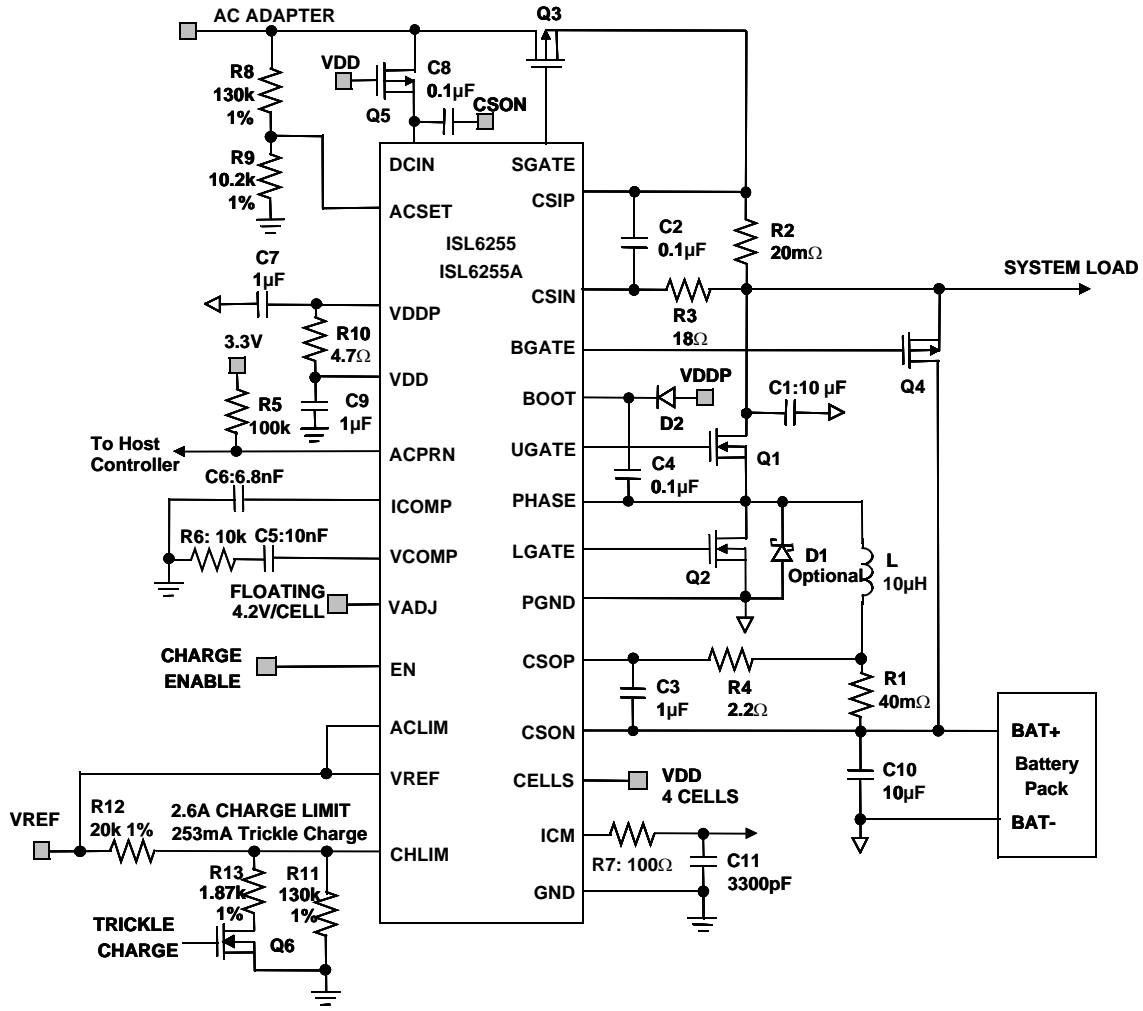 AC ADAPTER
Q3
R8
130k
1%
VDD
Q5
C8
0.1µF
CSON
R9
10.2k
1%
DCIN
SGATE
CSIP
ACSET
ISL6255
ISL6255A
C2
0.1µF
R2
20mΩ
SYSTEM LOAD
C7
1µF
CSIN
R3
18Ω
VDDP
R10
4.7Ω
3.3V
BGATE
Q4
VDD
C9
1µF
BOOT
VDDP
D2
C1:10 µF
R5
100k
To Host
Controller
ACPRN
UGATE
Q1
C4
0.1µF
C6:6.8nF
ICOMP
PHASE
R6: 10k
C5:10nF
VCOMP
LGATE
Q2
D1
Optional
L
10µH
FLOATING
4.2V/CELL
VADJ
PGND
CHARGE
ENABLE
EN
CSOP
C3
1µF
R4
2.2Ω
R1
40mΩ
ACLIM
CSON
BAT+
Battery
Pack
BAT-
VREF
CELLS
VDD
4 CELLS
C10
10µF
VREF
R12
20k 1%
2.6A CHARGE LIMIT
253mA Trickle Charge
CHLIM
ICM
R7: 100Ω
C11
3300pF
R13
1.87k
1%
R11
130k
1%
GND
TRICKLE
CHARGE
Q6